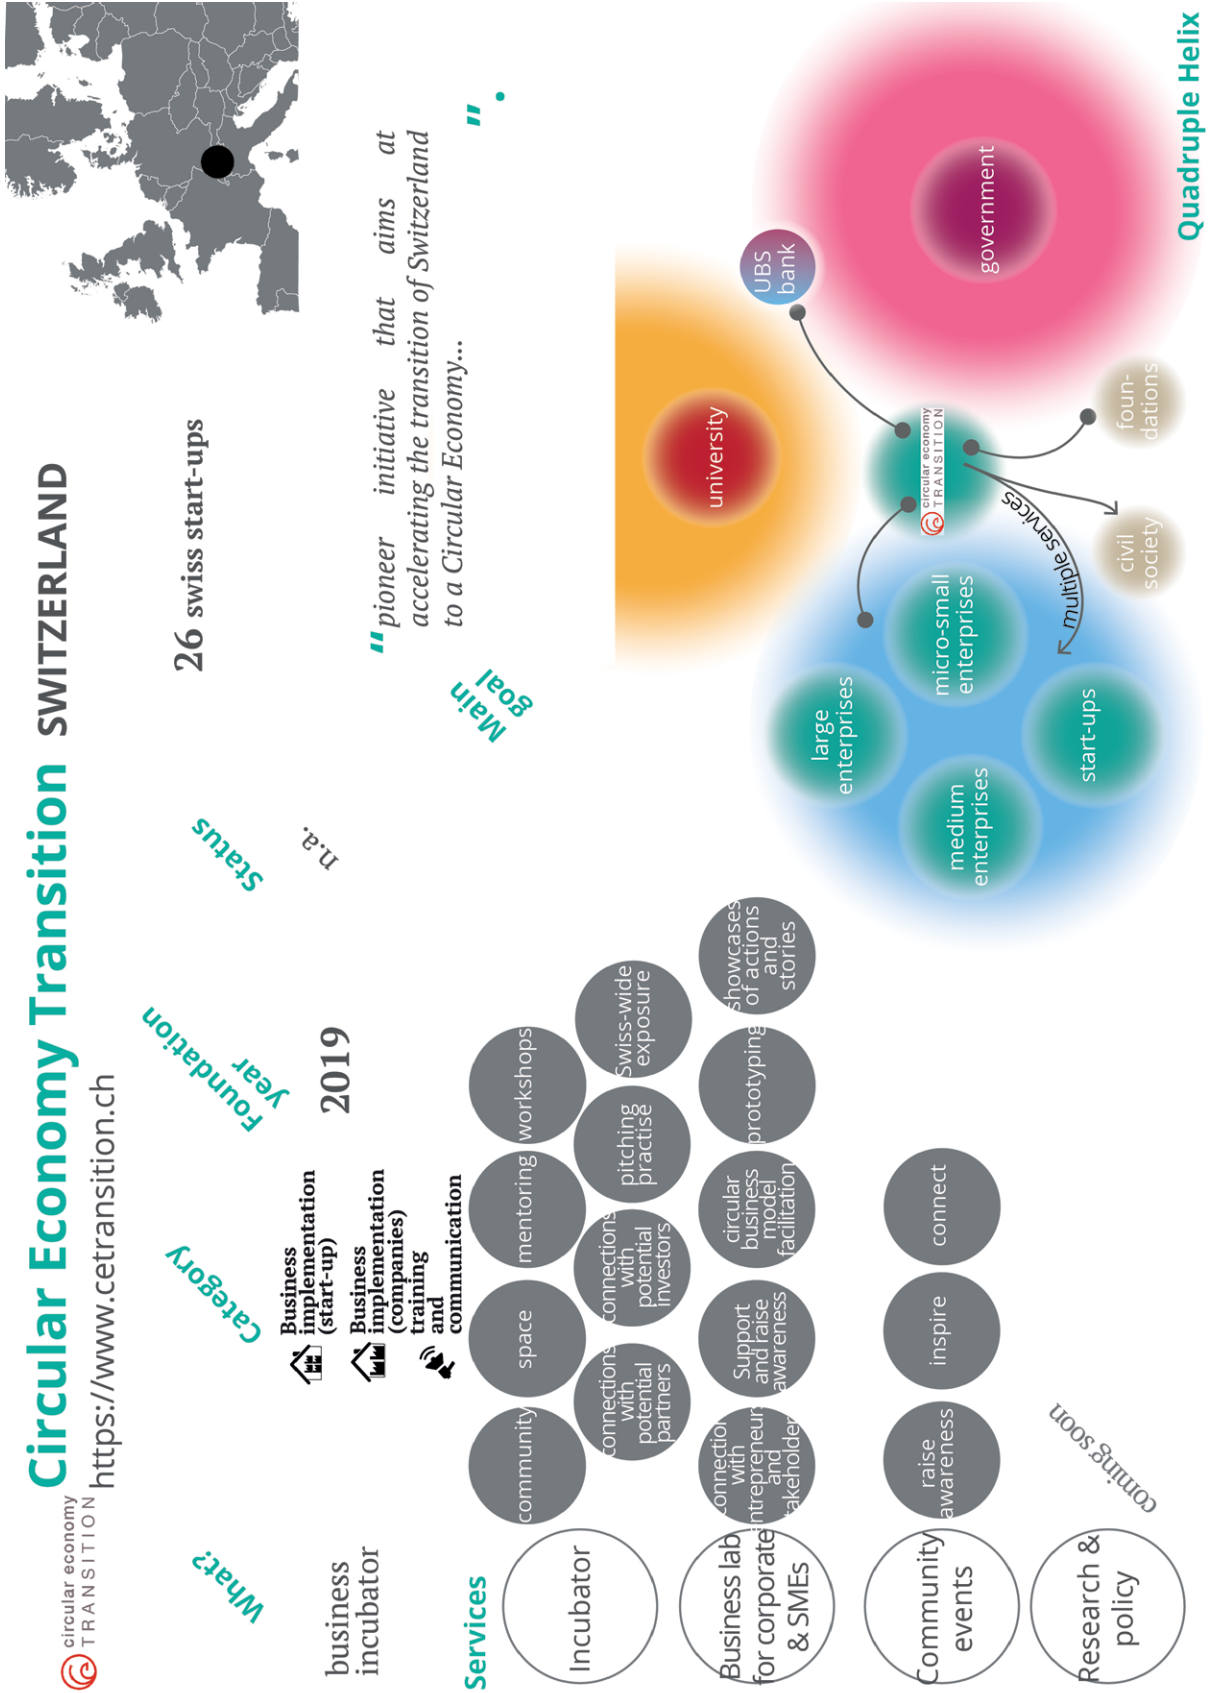 circular economy
TRANSITION
Circular Economy Transition SWITZERLAND
https://www.cetransition.ch
What?
business
incubator
Category
Business
implementation
(start-up)
Business
implementation
(companies)
training
and
communication
Foundation
year
2019
Status
n.a.
26 swiss start-ups
Main
goal
"pioneer initiative that aims at
accelerating the transition of Switzerland
to a Circular Economy...
".
Services
Incubator
community
space
mentoring
workshops
connections
with
potential
partners
connections
with
potential
investors
pitching
practise
Swiss-wide
exposure
Business lab
for corporate
& SMEs
connection
with
entrepreneur
and
takeholder
Support
and raise
awareness
circular
business
model
facilitation
prototyping
showcases
of actions
and
stories
Community
events
raise
awareness
inspire
connect
Research &
policy
coming soon
university
UBS
bank
government
circular economy
TRANSITION
large
enterprises
micro-small
enterprises
medium
enterprises
start-ups
multiple services
civil
society
foun-
dations
Quadruple Helix